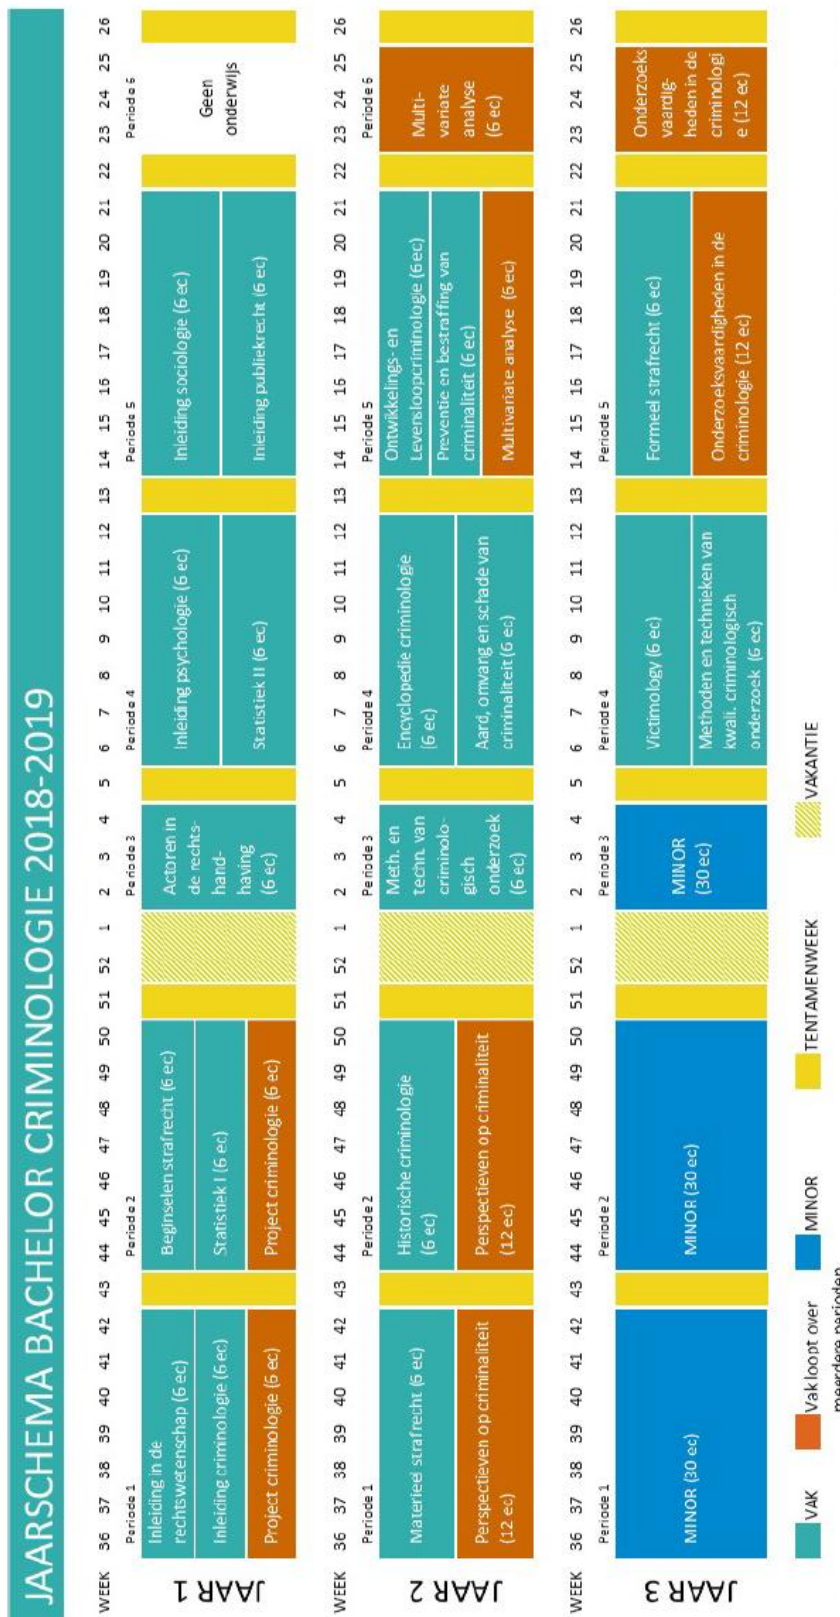 JAARSCHEMA BACHELOR CRIMINOLOGIE 2018-2019
WEEK 36 37 38 39 40 41 42 43 44 45 46 47 48 49 50 51 52 1 2 3 4 5 6 7 8 9 10 11 12 13 14 15 16 17 18 19 20 21 22 23 24 25 26
Periode 1 Periode 2 Periode 3 Periode 4 Periode 5 Periode 6
JAAR 1
Inleiding in de
rechtswetenschap (6 ec)
Inleiding criminologie (6 ec)
Project criminologie (6 ec)
Beginselen strafrecht (6 ec)
Statistiek I (6 ec)
Project criminologie (6 ec)
Actoren in
de rechts-
hand-
having
(6 ec)
Inleiding psychologie (6 ec)
Statistiek II (6 ec)
Inleiding sociologie (6 ec)
Inleiding publiekrecht (6 ec)
Geen
onderwijs
WEEK 36 37 38 39 40 41 42 43 44 45 46 47 48 49 50 51 52 1 2 3 4 5 6 7 8 9 10 11 12 13 14 15 16 17 18 19 20 21 22 23 24 25 26
Periode 1 Periode 2 Periode 3 Periode 4 Periode 5 Periode 6
JAAR 2
Materieel strafrecht (6 ec)
Perspectieven op criminaliteit
(12 ec)
Historische criminologie
(6 ec)
Perspectieven op criminaliteit
(12 ec)
Meth. en
techn. van
criminolo-
gisch
onderzoek
(6 ec)
Encyclopedie criminologie
(6 ec)
Aard, omvang en schade van
criminaliteit (6 ec)
Ontwikkelings- en
Levensloopcriminologie (6 ec)
Preventie en bestraffing van
criminaliteit (6 ec)
Multivariate analyse (6 ec)
Multi-
variate
analyse
(6 ec)
WEEK 36 37 38 39 40 41 42 43 44 45 46 47 48 49 50 51 52 1 2 3 4 5 6 7 8 9 10 11 12 13 14 15 16 17 18 19 20 21 22 23 24 25 26
Periode 1 Periode 2 Periode 3 Periode 4 Periode 5 Periode 6
JAAR 3
MINOR (30 ec)
MINOR (30 ec)
MINOR
(30 ec)
Victimology (6 ec)
Methoden en technieken van
kwali. criminologisch
onderzoek (6 ec)
Formeel strafrecht (6 ec)
Onderzoeksvaardigheden in de
criminologie (12 ec)
Onderzoeks
vaardig-
heden in de
criminologi
e (12 ec)
VAK
Vak loopt over
meerdere perioden
MINOR
TENTAMENWEEK
VAKANTIE